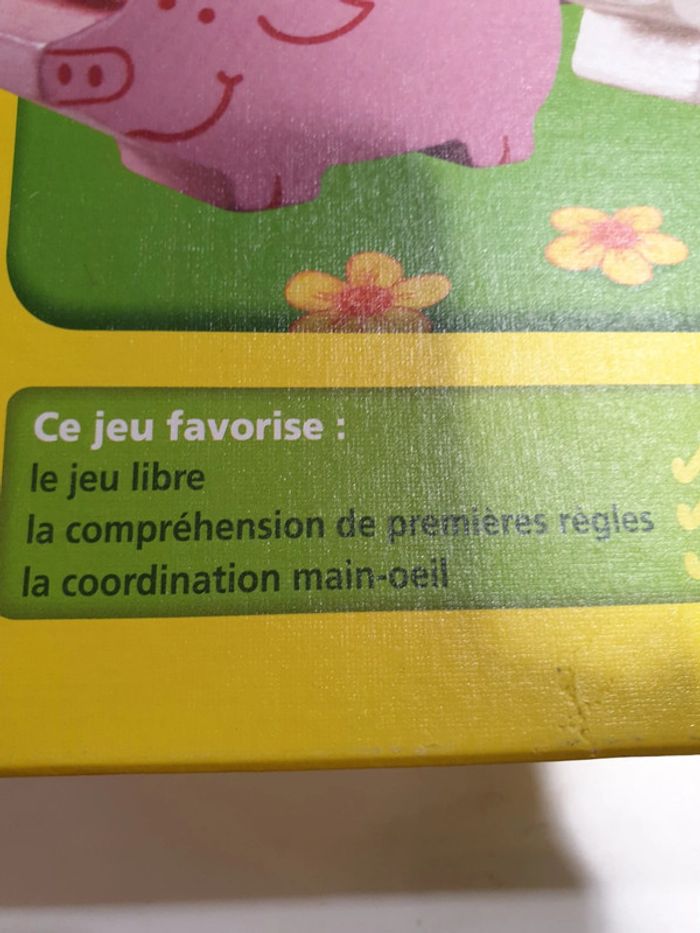 Ce jeu favorise :
le jeu libre
la compréhension de premières règles
la coordination main-oeil